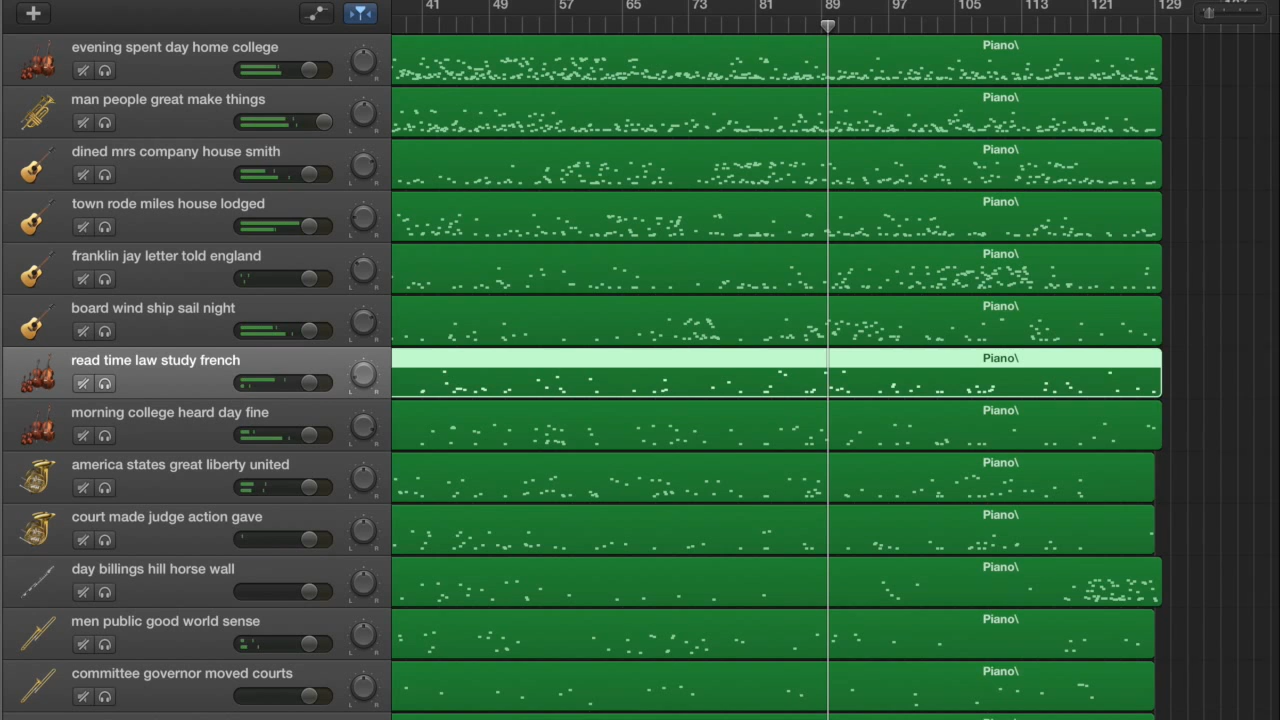 41 49 57 65 73 81 89 97 105 113 121 129
evening spent day home college
Piano\
L R
man people great make things
Piano\
L R
dined mrs company house smith
Piano\
L R
town rode miles house lodged
Piano\
L R
franklin jay letter told england
Piano\
L R
board wind ship sail night
Piano\
L R
read time law study french
Piano\
L R
morning college heard day fine
Piano\
L R
america states great liberty united
Piano\
L R
court made judge action gave
Piano\
L R
day billings hill horse wall
Piano\
L R
men public good world sense
Piano\
L R
committee governor moved courts
Piano\
L R